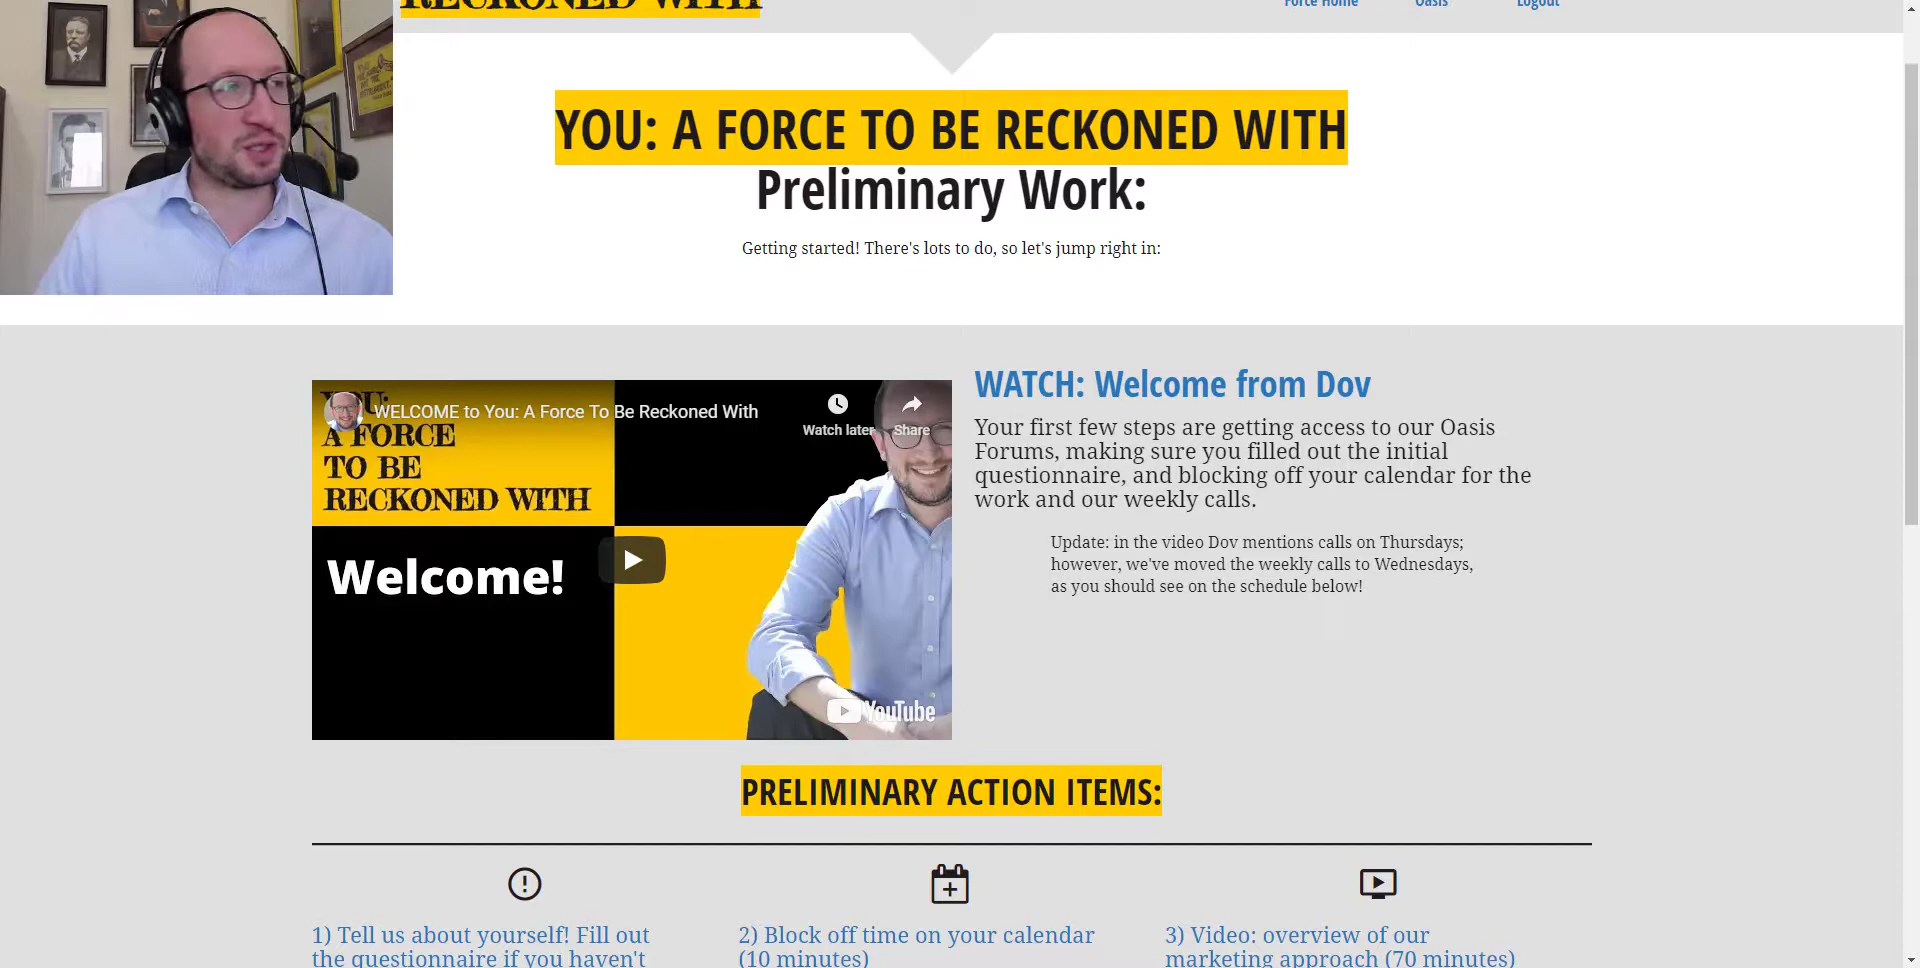 RECKONED WITH
Force Home
Oasis
Logout
YOU: A FORCE TO BE RECKONED WITH
Preliminary Work:
Getting started! There's lots to do, so let's jump right in:
YOU:
WELCOME to You: A Force To Be Reckoned With
Watch later
Share
A FORCE
TO BE
RECKONED WITH
Welcome!
YouTube
WATCH: Welcome from Dov
Your first few steps are getting access to our Oasis
Forums, making sure you filled out the initial
questionnaire, and blocking off your calendar for the
work and our weekly calls.
Update: in the video Dov mentions calls on Thursdays;
however, we've moved the weekly calls to Wednesdays,
as you should see on the schedule below!
PRELIMINARY ACTION ITEMS:
1) Tell us about yourself! Fill out
the questionnaire if you haven't
2) Block off time on your calendar
(10 minutes)
3) Video: overview of our
marketing approach (70 minutes)